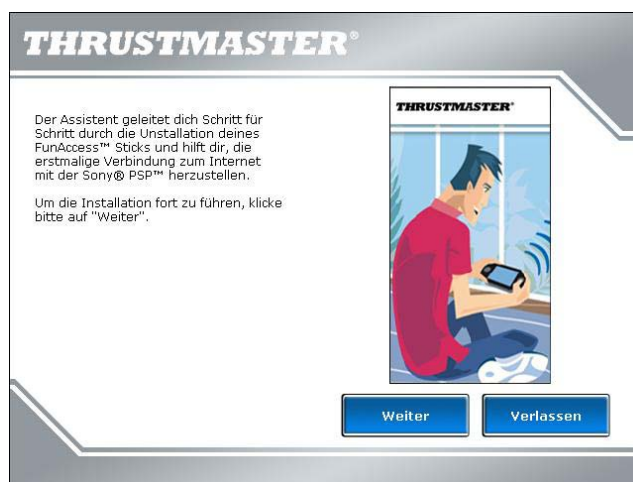 THRUSTMASTER®
Der Assistent geleitet dich Schritt für
Schritt durch die Unstallation deines
FunAccess™ Sticks und hilft dir, die
erstmalige Verbindung zum Internet
mit der Sony® PSP™ herzustellen.
Um die Installation fort zu führen, klicke
bitte auf "Weiter".
THRUSTMASTER®
Weiter
Verlassen